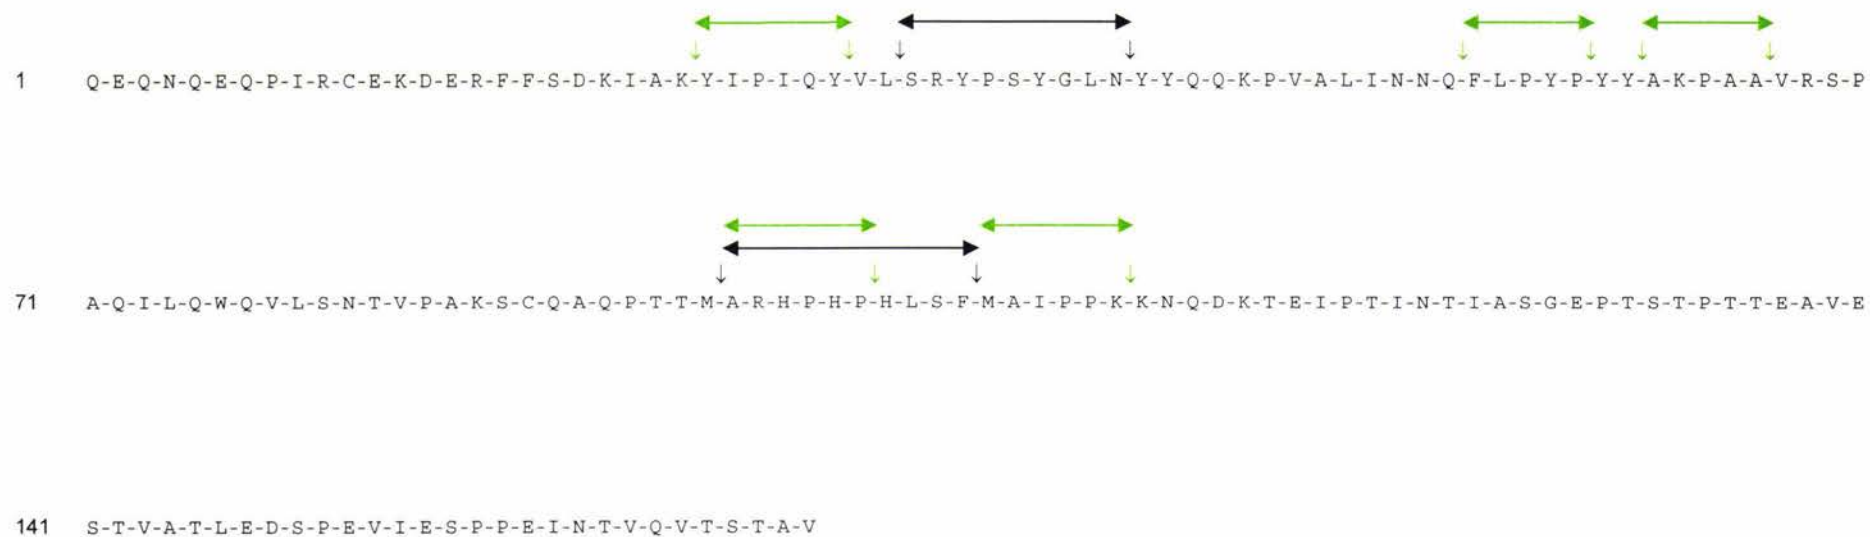 1 Q-E-Q-N-Q-E-Q-P-I-R-C-E-K-D-E-R-F-F-S-D-K-I-A-K-Y-I-P-I-Q-Y-V-L-S-R-Y-P-S-Y-G-L-N-Y-Y-Q-Q-K-P-V-A-L-I-N-N-Q-F-L-P-Y-P-Y-Y-A-K-P-A-A-V-R-S-P
71 A-Q-I-L-Q-W-Q-V-L-S-N-T-V-P-A-K-S-C-Q-A-Q-P-T-T-M-A-R-H-P-H-P-H-L-S-F-M-A-I-P-P-K-K-N-Q-D-K-T-E-I-P-T-I-N-T-I-A-S-G-E-P-T-S-T-P-T-T-E-A-V-E
141 S-T-V-A-T-L-E-D-S-P-E-V-I-E-S-P-P-E-I-N-T-V-Q-V-T-S-T-A-V